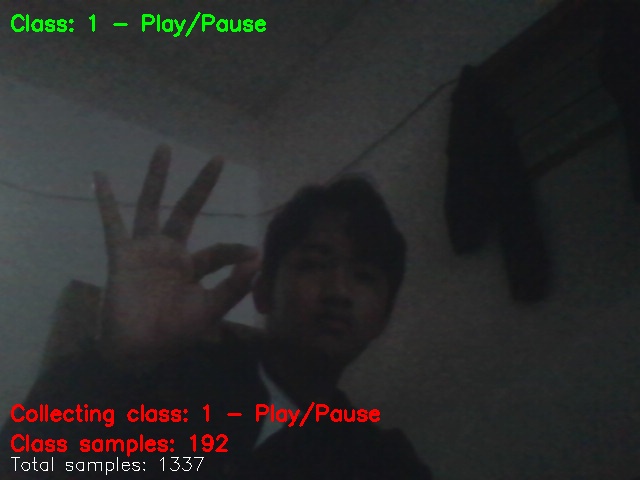 Class: 1 - Play/Pause
Collecting class: 1 - Play/Pause
Class samples: 192
Total samples: 1337